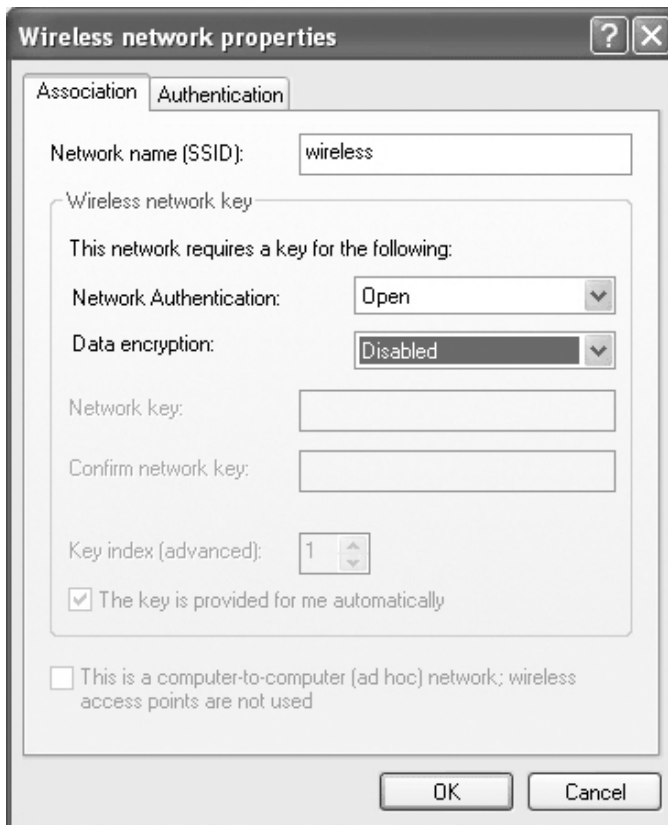 Wireless network properties
Association Authentication
Network name (SSID): wireless
Wireless network key
This network requires a key for the following:
Network Authentication: Open
Data encryption: Disabled
Network key:
Confirm network key:
Key index (advanced): 1
The key is provided for me automatically
This is a computer-to-computer (ad hoc) network; wireless
access points are not used
OK Cancel